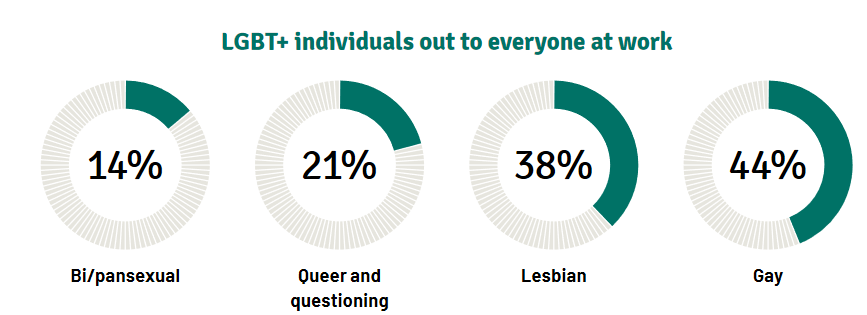 LGBT+ individuals out to everyone at work
14%
21%
38%
44%
Bi/pansexual
Queer and
questioning
Lesbian
Gay